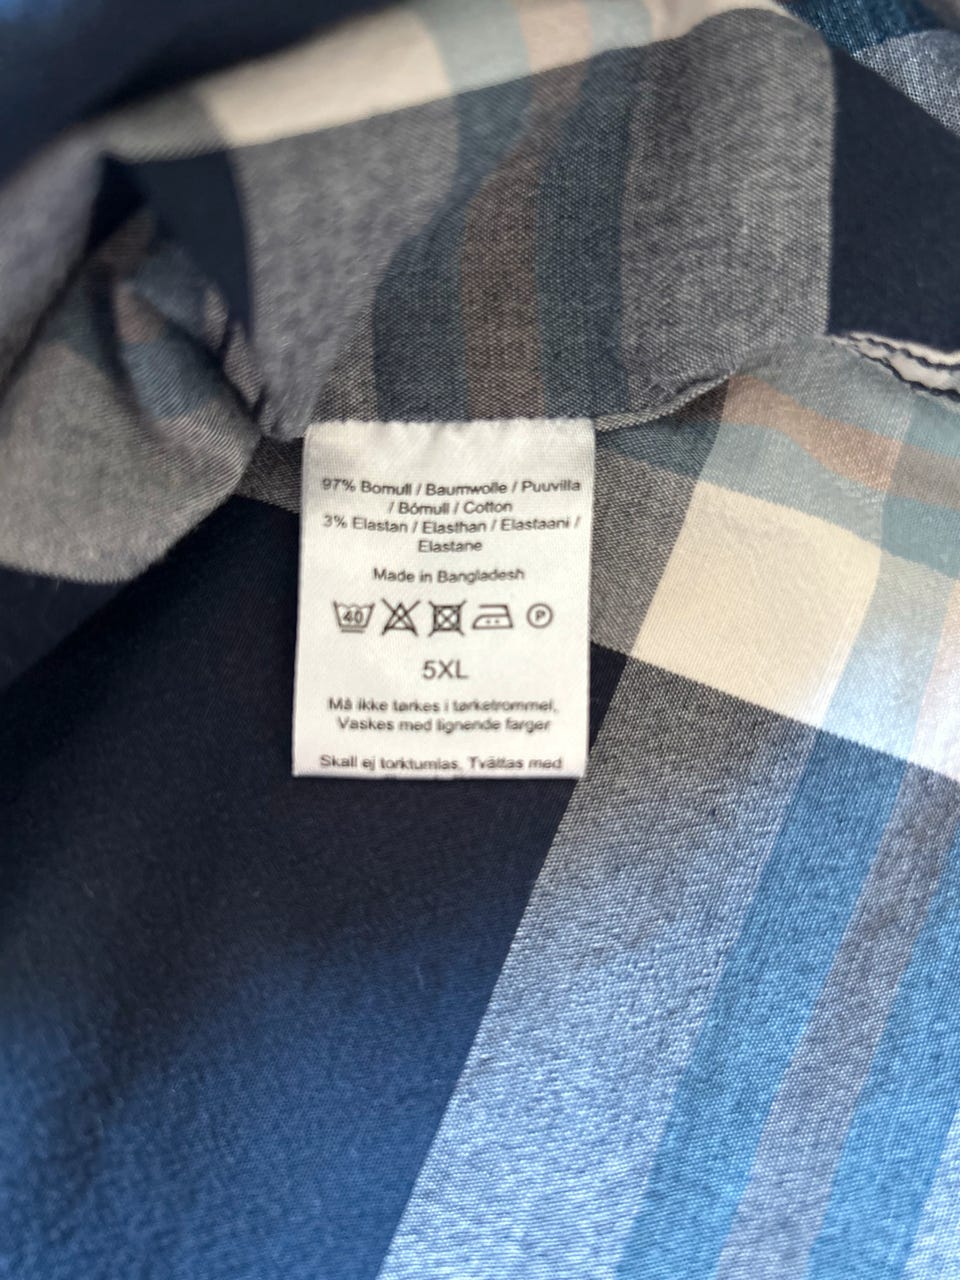 97% Bomull / Baumwolle / Puuvilla
/ Bómull / Cotton
3% Elastan / Elasthan / Elastaani /
Elastane
Made in Bangladesh
40 P
5XL
Må ikke tørkes i tørketrommel,
Vaskes med lignende farger
Skall ej torktumlas, Tvättas med